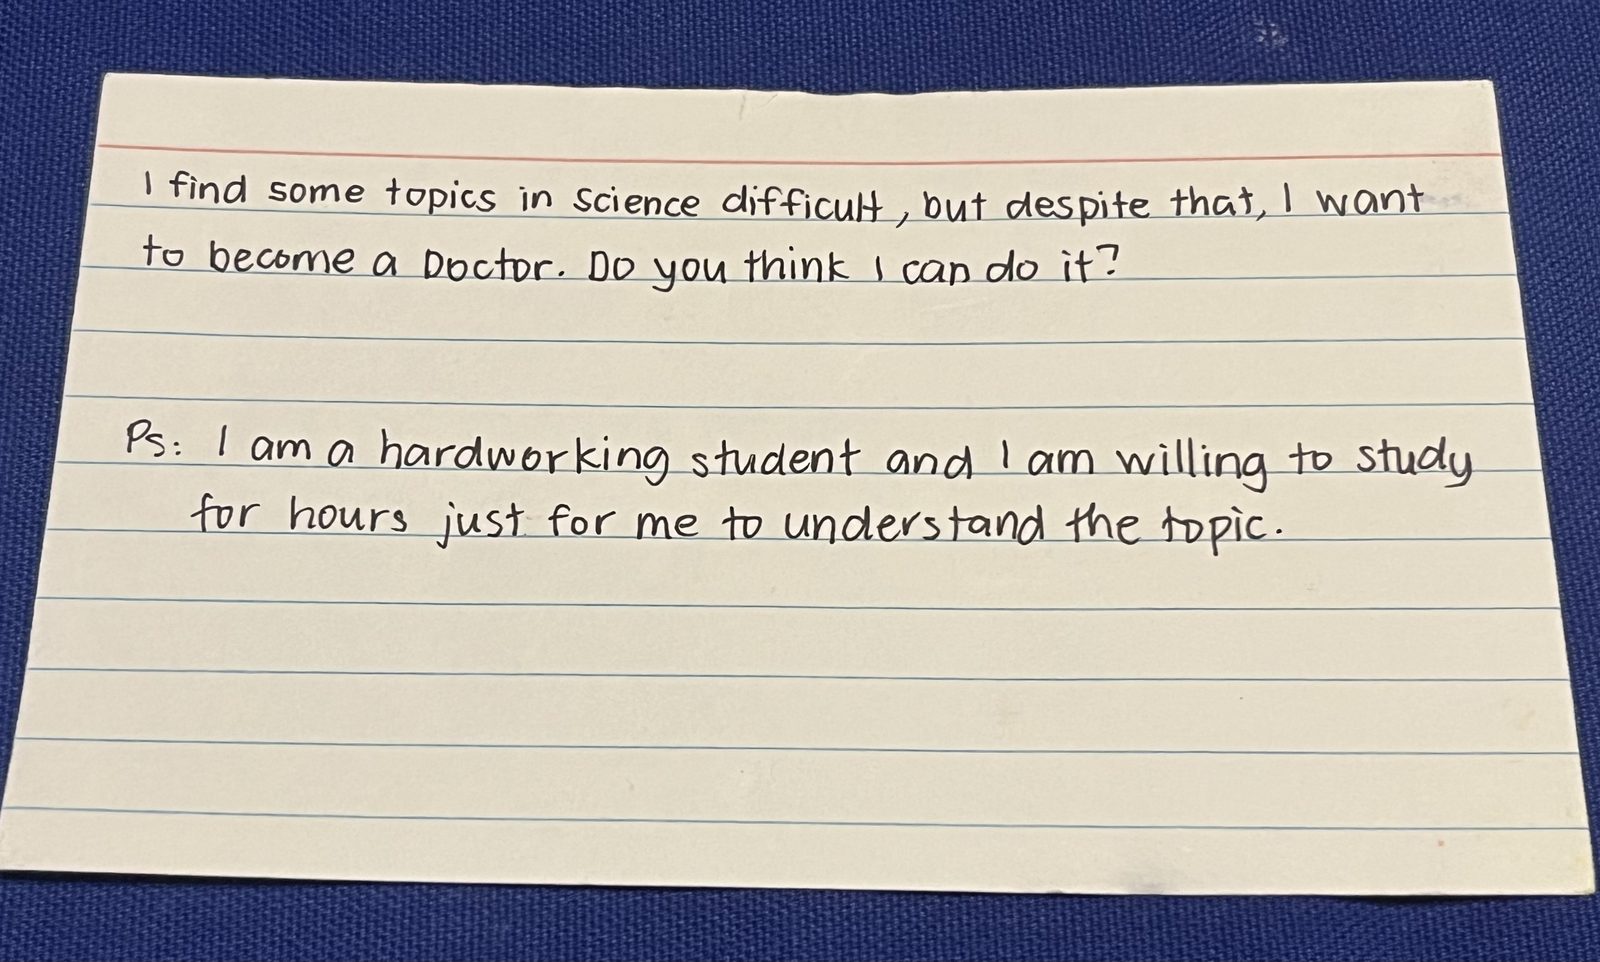 I find some topics in science difficult, but despite that, I want
to become a Doctor. Do you think I can do it?
Ps: I am a hardworking student and I am willing to study
for hours just for me to understand the topic.